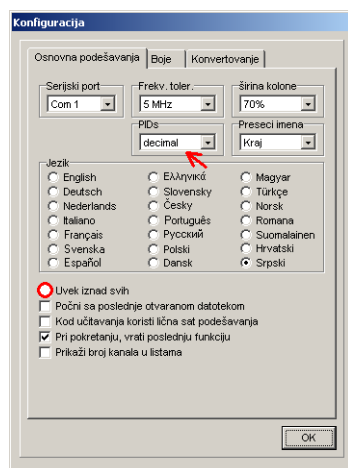 Konfiguracija
Osnovna podešavanja Boje Konvertovanje
Serijski port Frekv. toler. širina kolone
Com 1 5 MHz 70%
PIDs Preseci imena
decimal Kraj
Jezik
English Ελληνικά Magyar
Deutsch Slovensky Türkçe
Nederlands Česky Norsk
Italiano Português Romana
Français Русский Suomalainen
Svenska Polski Hrvatski
Español Dansk Srpski
Uvek iznad svih
Počni sa poslednje otvaranom datotekom
Kod učitavanja koristi lična sat podešavanja
Pri pokretanju, vrati poslednju funkciju
Prikaži broj kanala u listama
OK